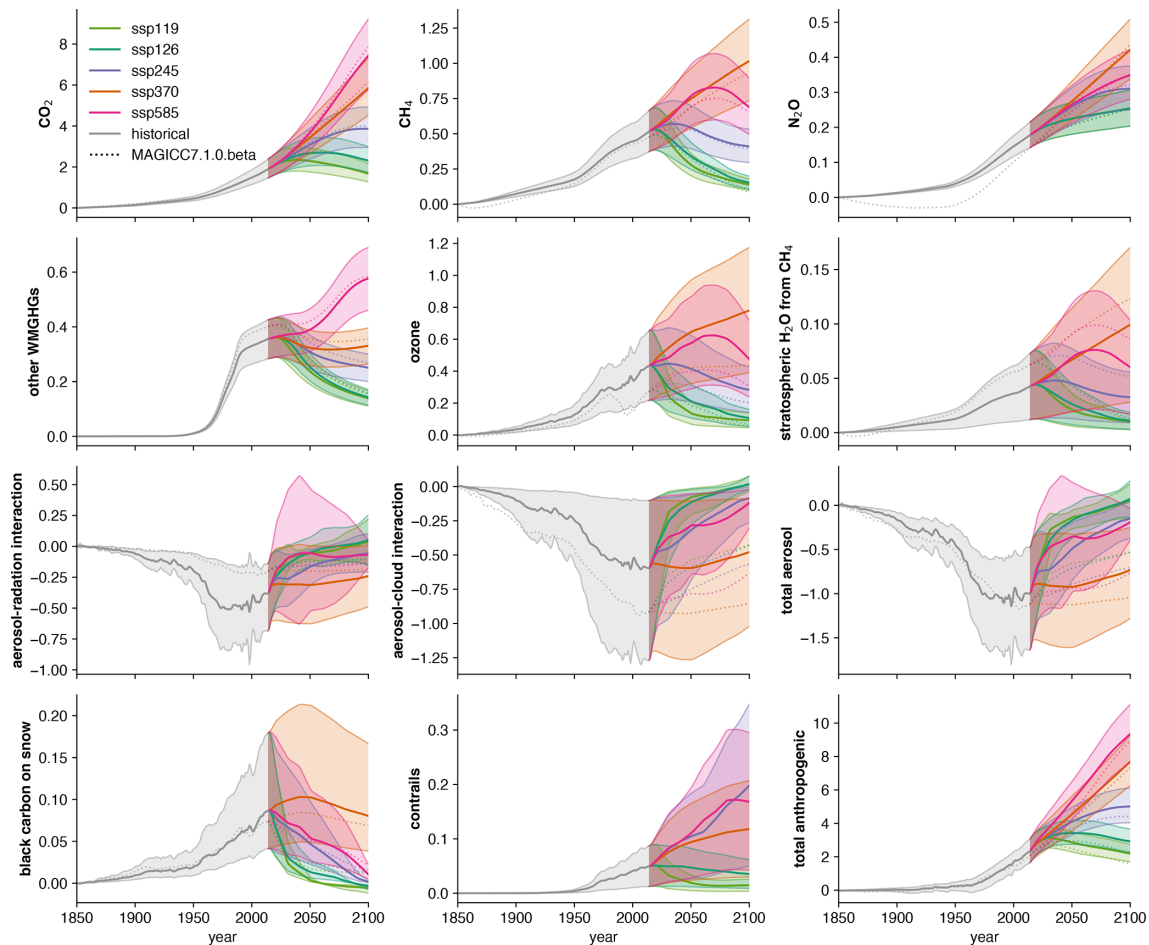 CO2
8
6
4
2
0
ssp119
ssp126
ssp245
ssp370
ssp585
historical
MAGICC7.1.0.beta
CH4
1.25
1.00
0.75
0.50
0.25
0.00
N2O
0.5
0.4
0.3
0.2
0.1
0.0
other WMGHGs
0.6
0.4
0.2
0.0
ozone
1.2
1.0
0.8
0.6
0.4
0.2
0.0
stratospheric H2O from CH4
0.15
0.10
0.05
0.00
aerosol-radiation interaction
0.50
0.25
0.00
−0.25
−0.50
−0.75
−1.00
aerosol-cloud interaction
0.00
−0.25
−0.50
−0.75
−1.00
−1.25
total aerosol
0.0
−0.5
−1.0
−1.5
black carbon on snow
0.20
0.15
0.10
0.05
0.00
1850 1900 1950 2000 2050 2100
year
contrails
0.3
0.2
0.1
0.0
1850 1900 1950 2000 2050 2100
year
total anthropogenic
10
8
6
4
2
0
1850 1900 1950 2000 2050 2100
year